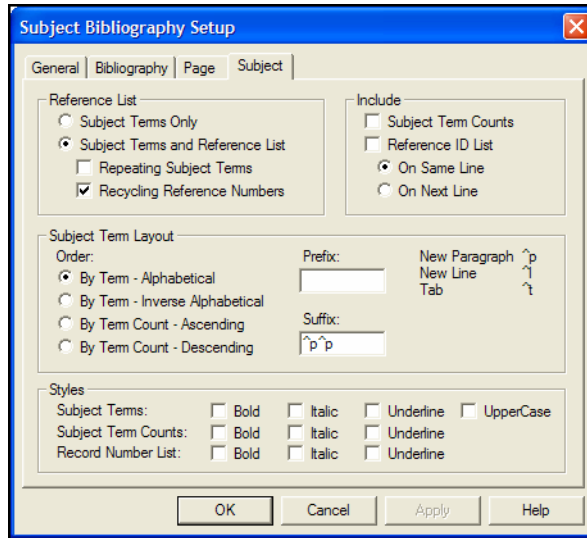 Subject Bibliography Setup
General Bibliography Page Subject
Reference List
Subject Terms Only
Subject Terms and Reference List
Repeating Subject Terms
Recycling Reference Numbers
Include
Subject Term Counts
Reference ID List
On Same Line
On Next Line
Subject Term Layout
Order:
By Term - Alphabetical
By Term - Inverse Alphabetical
By Term Count - Ascending
By Term Count - Descending
Prefix:
Suffix:
^p^p
New Paragraph ^p
New Line ^l
Tab ^t
Styles
Subject Terms: Bold Italic Underline UpperCase
Subject Term Counts: Bold Italic Underline
Record Number List: Bold Italic Underline
OK Cancel Apply Help